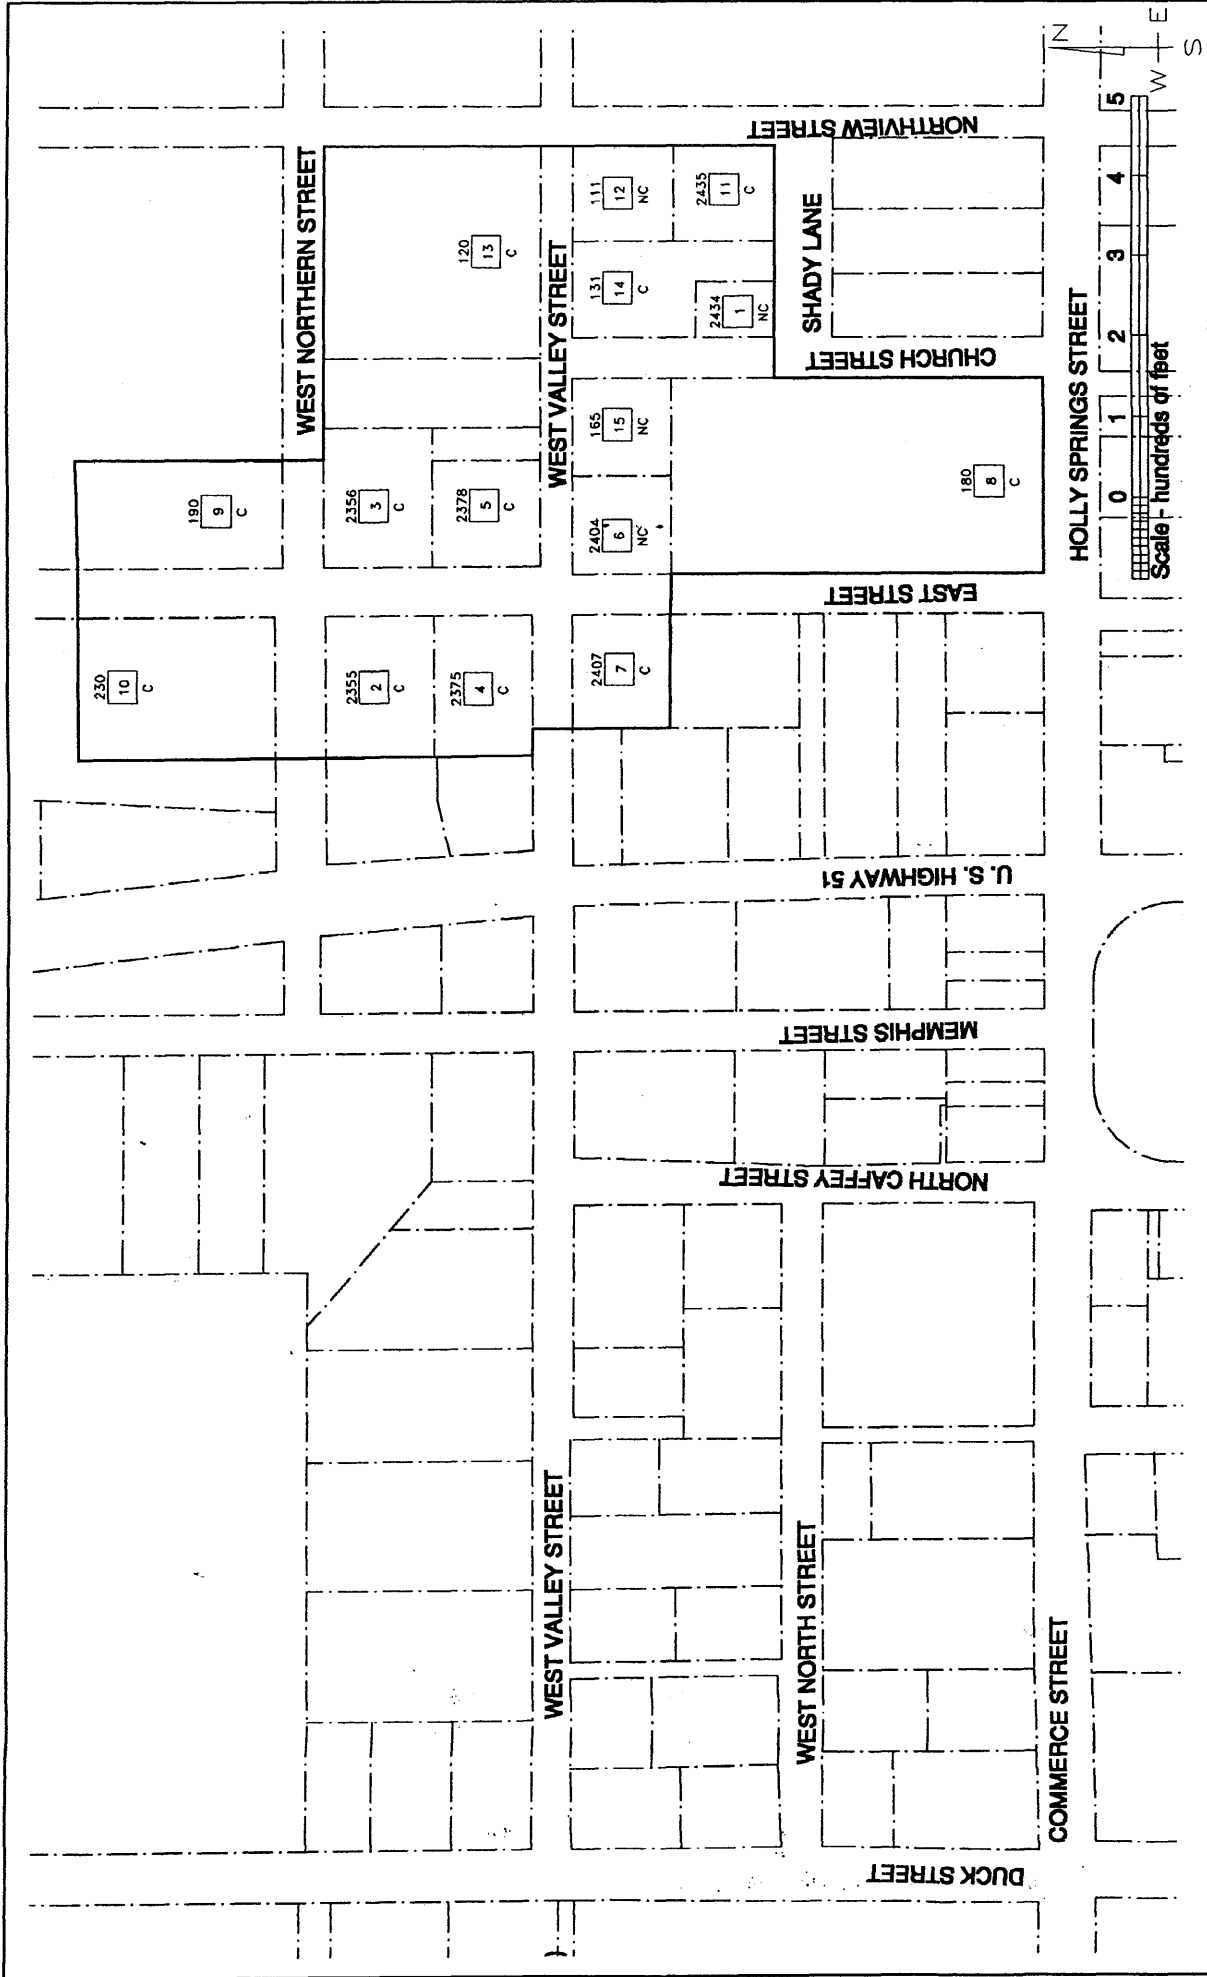 WEST NORTHERN STREET
NORTHVIEW STREET
190
9
C
230
10
C
120
13
C
2356
3
C
2378
5
C
2355
2
C
2375
4
C
WEST VALLEY STREET
111
12
NC
2435
11
C
131
14
C
2434
1
NC
165
15
NC
2404
6
NC
2407
7
C
180
8
C
SHADY LANE
CHURCH STREET
EAST STREET
HOLLY SPRINGS STREET
U. S. HIGHWAY 51
MEMPHIS STREET
NORTH CAFFEY STREET
WEST VALLEY STREET
WEST NORTH STREET
COMMERCE STREET
DUCK STREET
0 1 2 3 4 5
Scale - hundreds of feet
N
W E
S